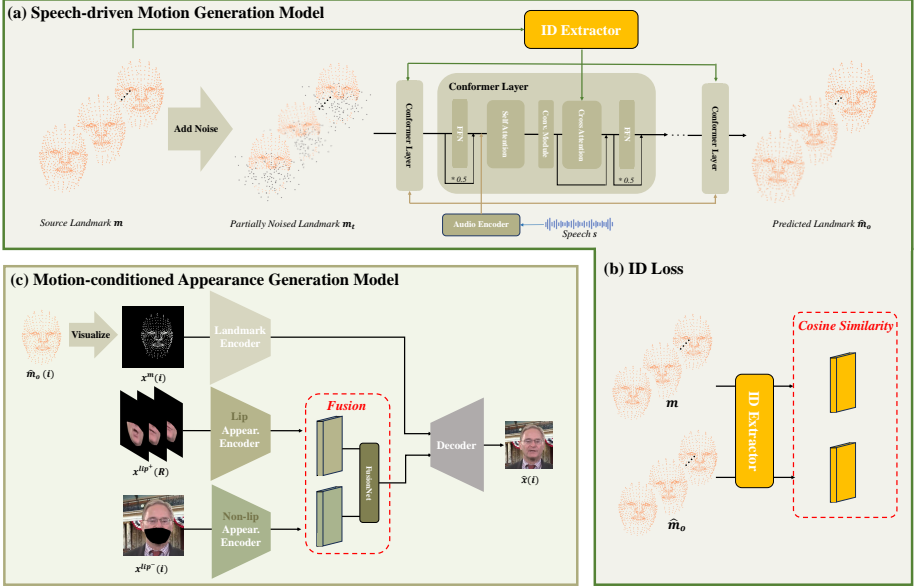 (a) Speech-driven Motion Generation Model
ID Extractor
Add Noise
Conformer Layer
Conformer Layer
FFN
Self Attention
Conv. Module
Cross Attention
FFN
* 0.5
* 0.5
Conformer Layer
Audio Encoder
Speech s
Source Landmark m
Partially Noised Landmark m_t
Predicted Landmark m̂_o
(b) ID Loss
m
m̂_o
ID Extractor
Cosine Similarity
(c) Motion-conditioned Appearance Generation Model
m̂_o (i)
Visualize
x^m(i)
Landmark
Encoder
x^{lip^+}(R)
Lip
Appear.
Encoder
x^{lip^-}(i)
Non-lip
Appear.
Encoder
Fusion
FusionNet
Decoder
x̂(i)